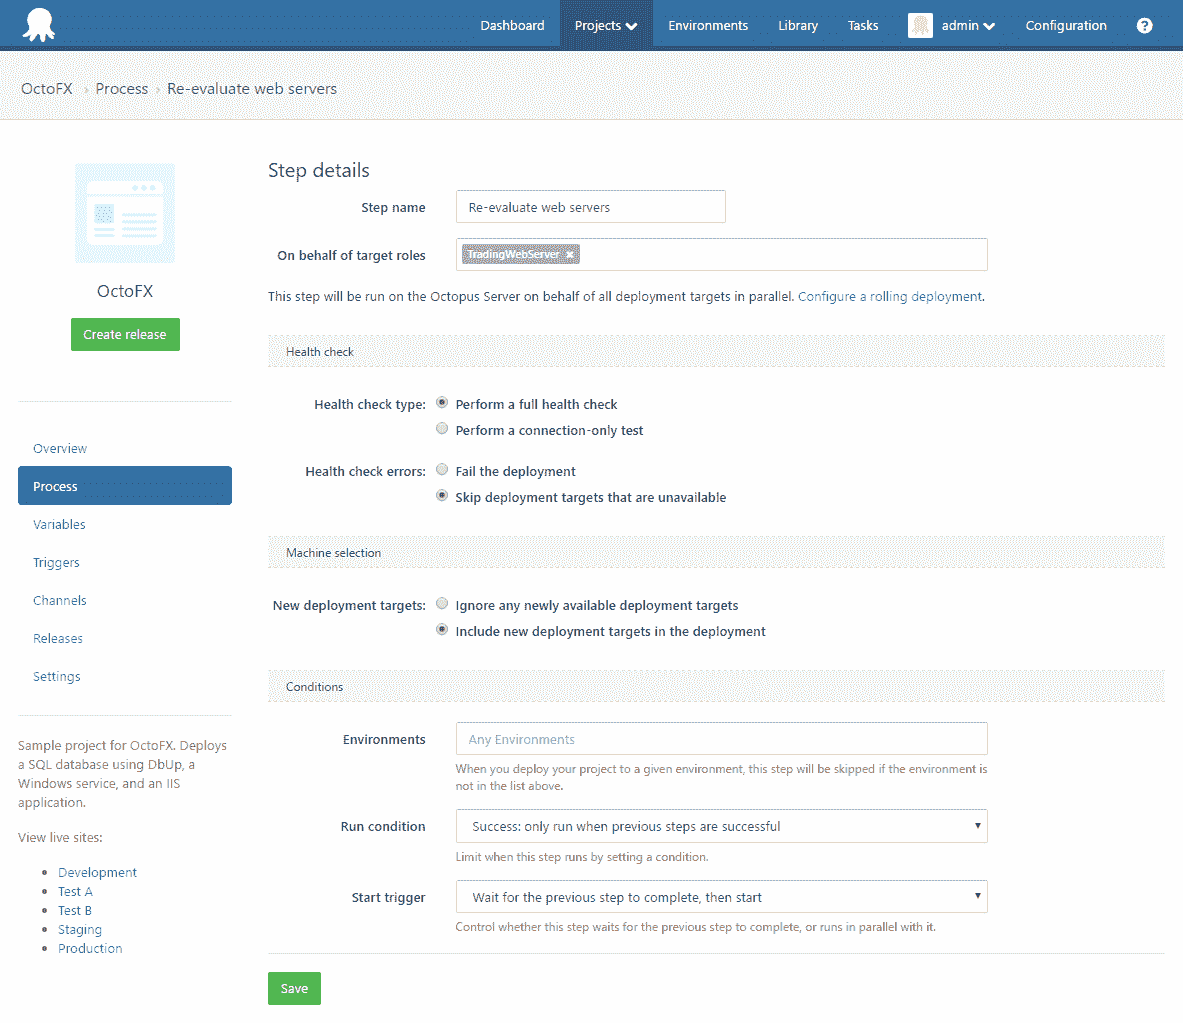 Dashboard Projects Environments Library Tasks admin Configuration ?
OctoFX › Process › Re-evaluate web servers
OctoFX
Create release
Overview
Process
Variables
Triggers
Channels
Releases
Settings
Sample project for OctoFX. Deploys
a SQL database using DbUp, a
Windows service, and an IIS
application.
View live sites:
• Development
• Test A
• Test B
• Staging
• Production
Step details
Step name Re-evaluate web servers
On behalf of target roles TradingWebServer ×
This step will be run on the Octopus Server on behalf of all deployment targets in parallel. Configure a rolling deployment.
Health check
Health check type: Perform a full health check
Perform a connection-only test
Health check errors: Fail the deployment
Skip deployment targets that are unavailable
Machine selection
New deployment targets: Ignore any newly available deployment targets
Include new deployment targets in the deployment
Conditions
Environments Any Environments
When you deploy your project to a given environment, this step will be skipped if the environment is
not in the list above.
Run condition Success: only run when previous steps are successful
Limit when this step runs by setting a condition.
Start trigger Wait for the previous step to complete, then start
Control whether this step waits for the previous step to complete, or runs in parallel with it.
Save